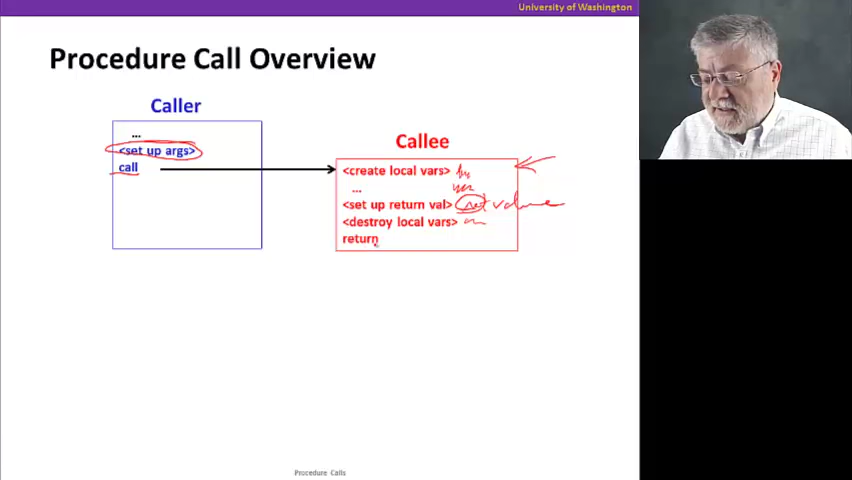 University of Washington
Procedure Call Overview
Caller
...
<set up args>
call
Callee
<create local vars>
...
<set up return val> value
<destroy local vars>
return
Procedure Calls